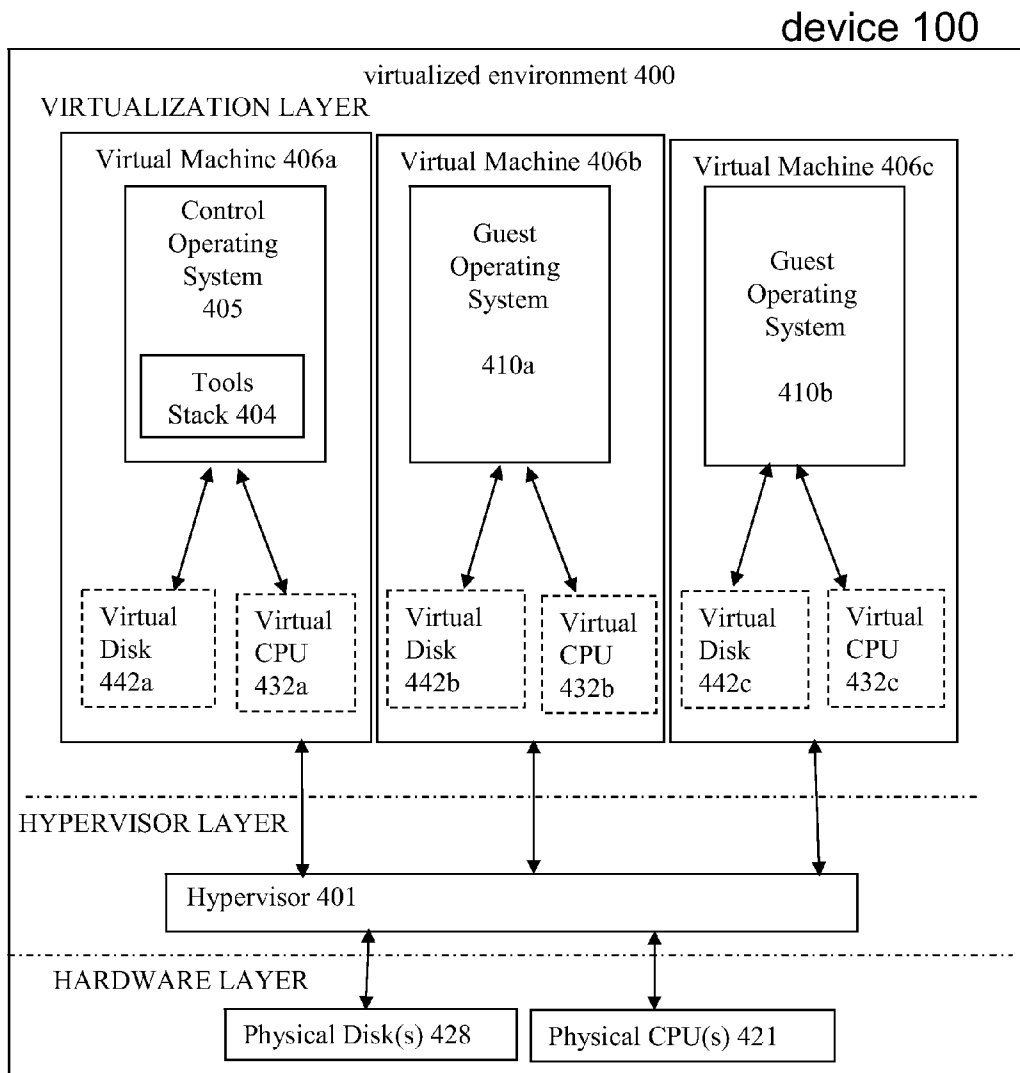 device 100
virtualized environment 400
VIRTUALIZATION LAYER
Virtual Machine 406a
Control
Operating
System
405
Tools
Stack 404
Virtual
Disk
442a
Virtual
CPU
432a
Virtual Machine 406b
Guest
Operating
System
410a
Virtual
Disk
442b
Virtual
CPU
432b
Virtual Machine 406c
Guest
Operating
System
410b
Virtual
Disk
442c
Virtual
CPU
432c
HYPERVISOR LAYER
Hypervisor 401
HARDWARE LAYER
Physical Disk(s) 428
Physical CPU(s) 421